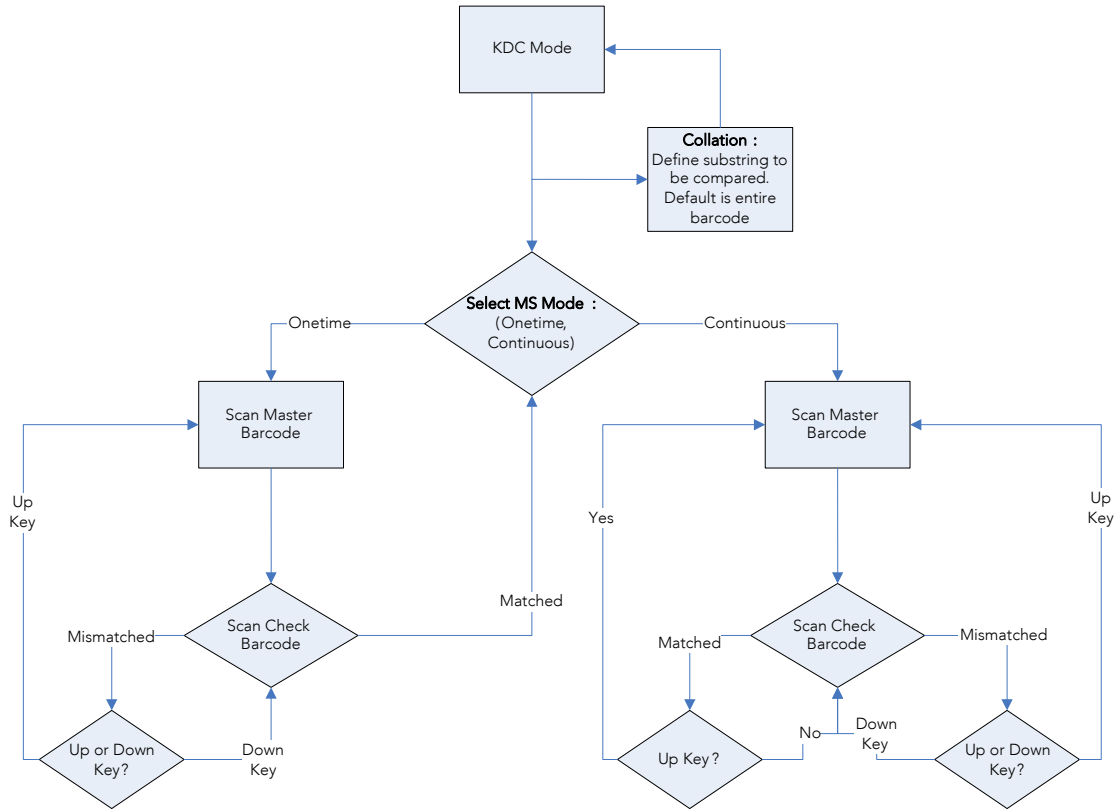 KDC Mode
Collation :
Define substring to
be compared.
Default is entire
barcode
Select MS Mode :
(Onetime,
Continuous)
Onetime
Continuous
Scan Master
Barcode
Scan Master
Barcode
Up
Key
Yes
Up
Key
Matched
Scan Check
Barcode
Mismatched
Scan Check
Barcode
Matched
Mismatched
Up or Down
Key?
Down
Key
Up Key ?
No
Down
Key
Up or Down
Key?